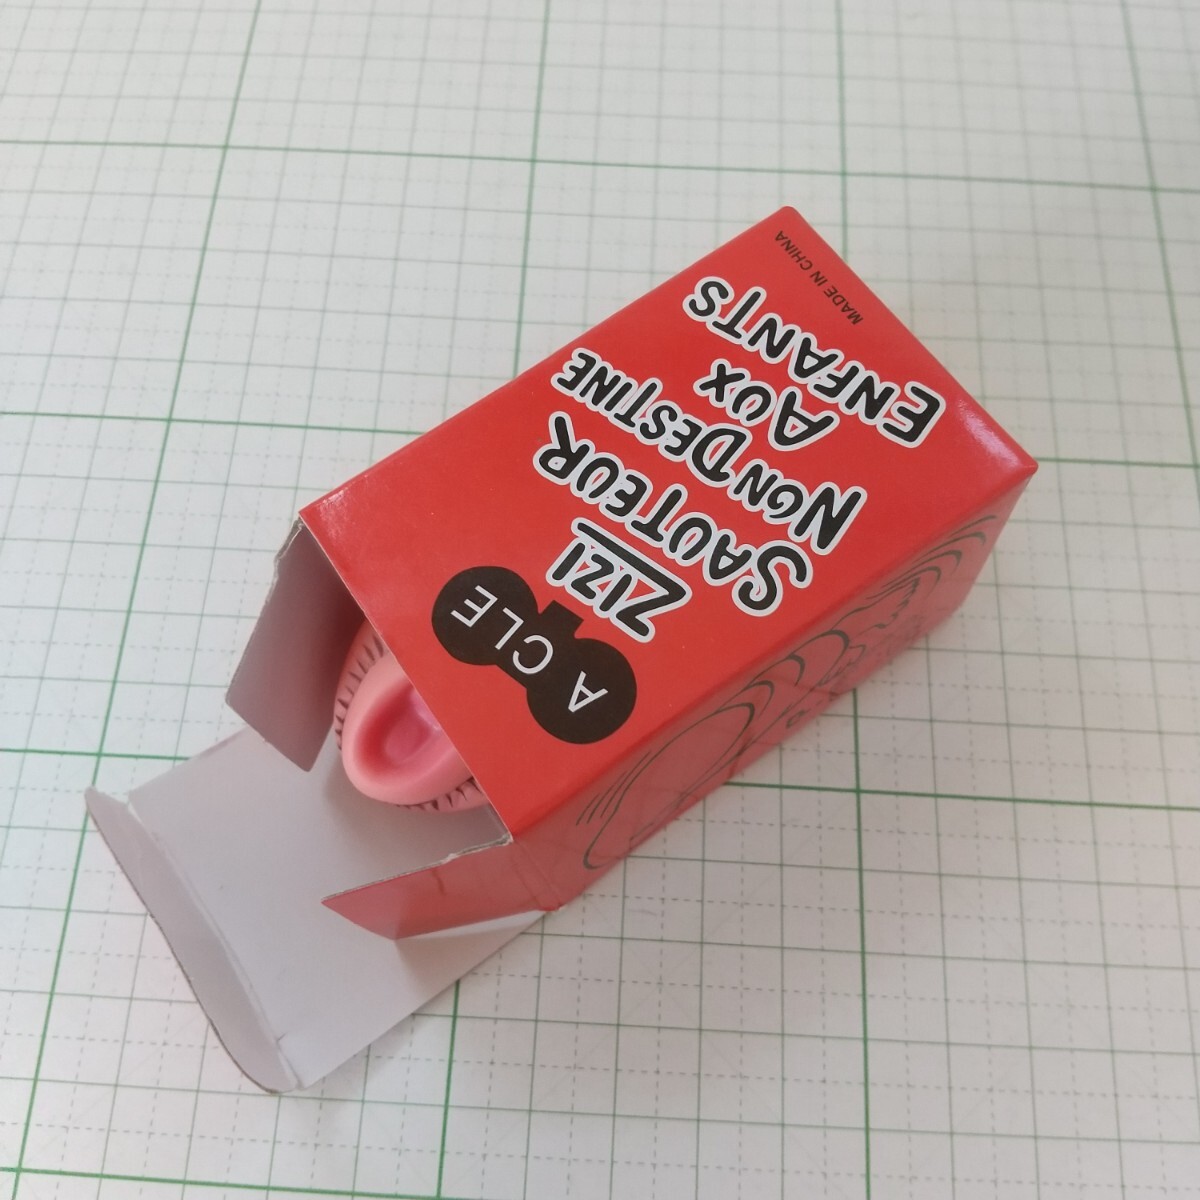 A CLE
ZIZI
SAUTEUR
NON DESTINE
AUX
ENFANTS
MADE IN CHINA